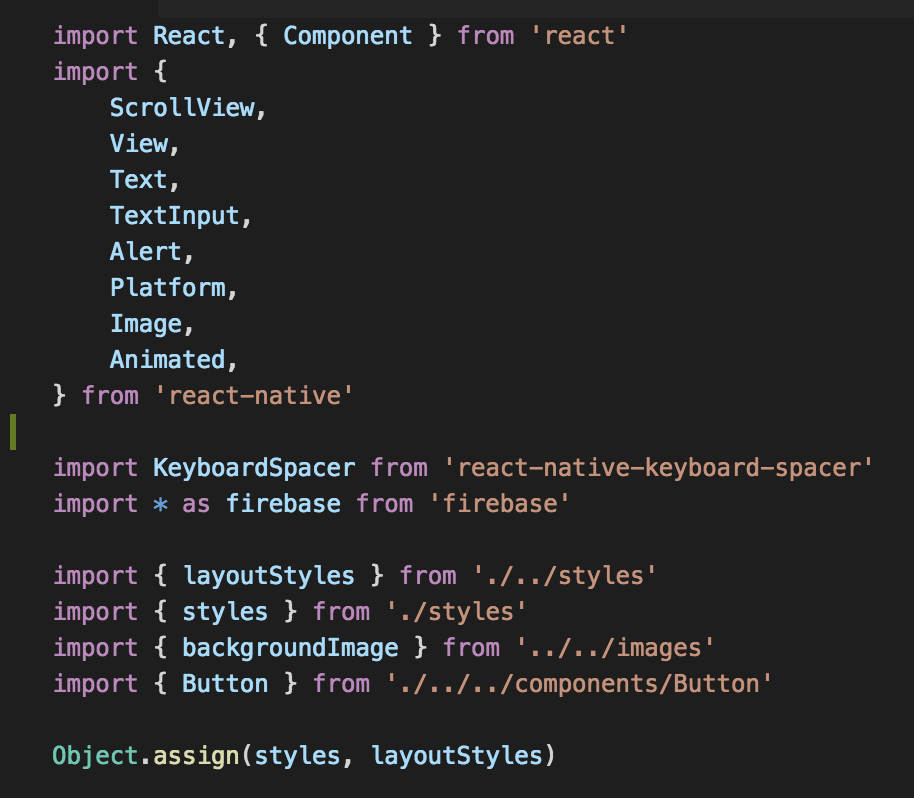 import React, { Component } from 'react'
import {
    ScrollView,
    View,
    Text,
    TextInput,
    Alert,
    Platform,
    Image,
    Animated,
} from 'react-native'

import KeyboardSpacer from 'react-native-keyboard-spacer'
import * as firebase from 'firebase'

import { layoutStyles } from './../styles'
import { styles } from './styles'
import { backgroundImage } from '../../images'
import { Button } from './../../components/Button'

Object.assign(styles, layoutStyles)